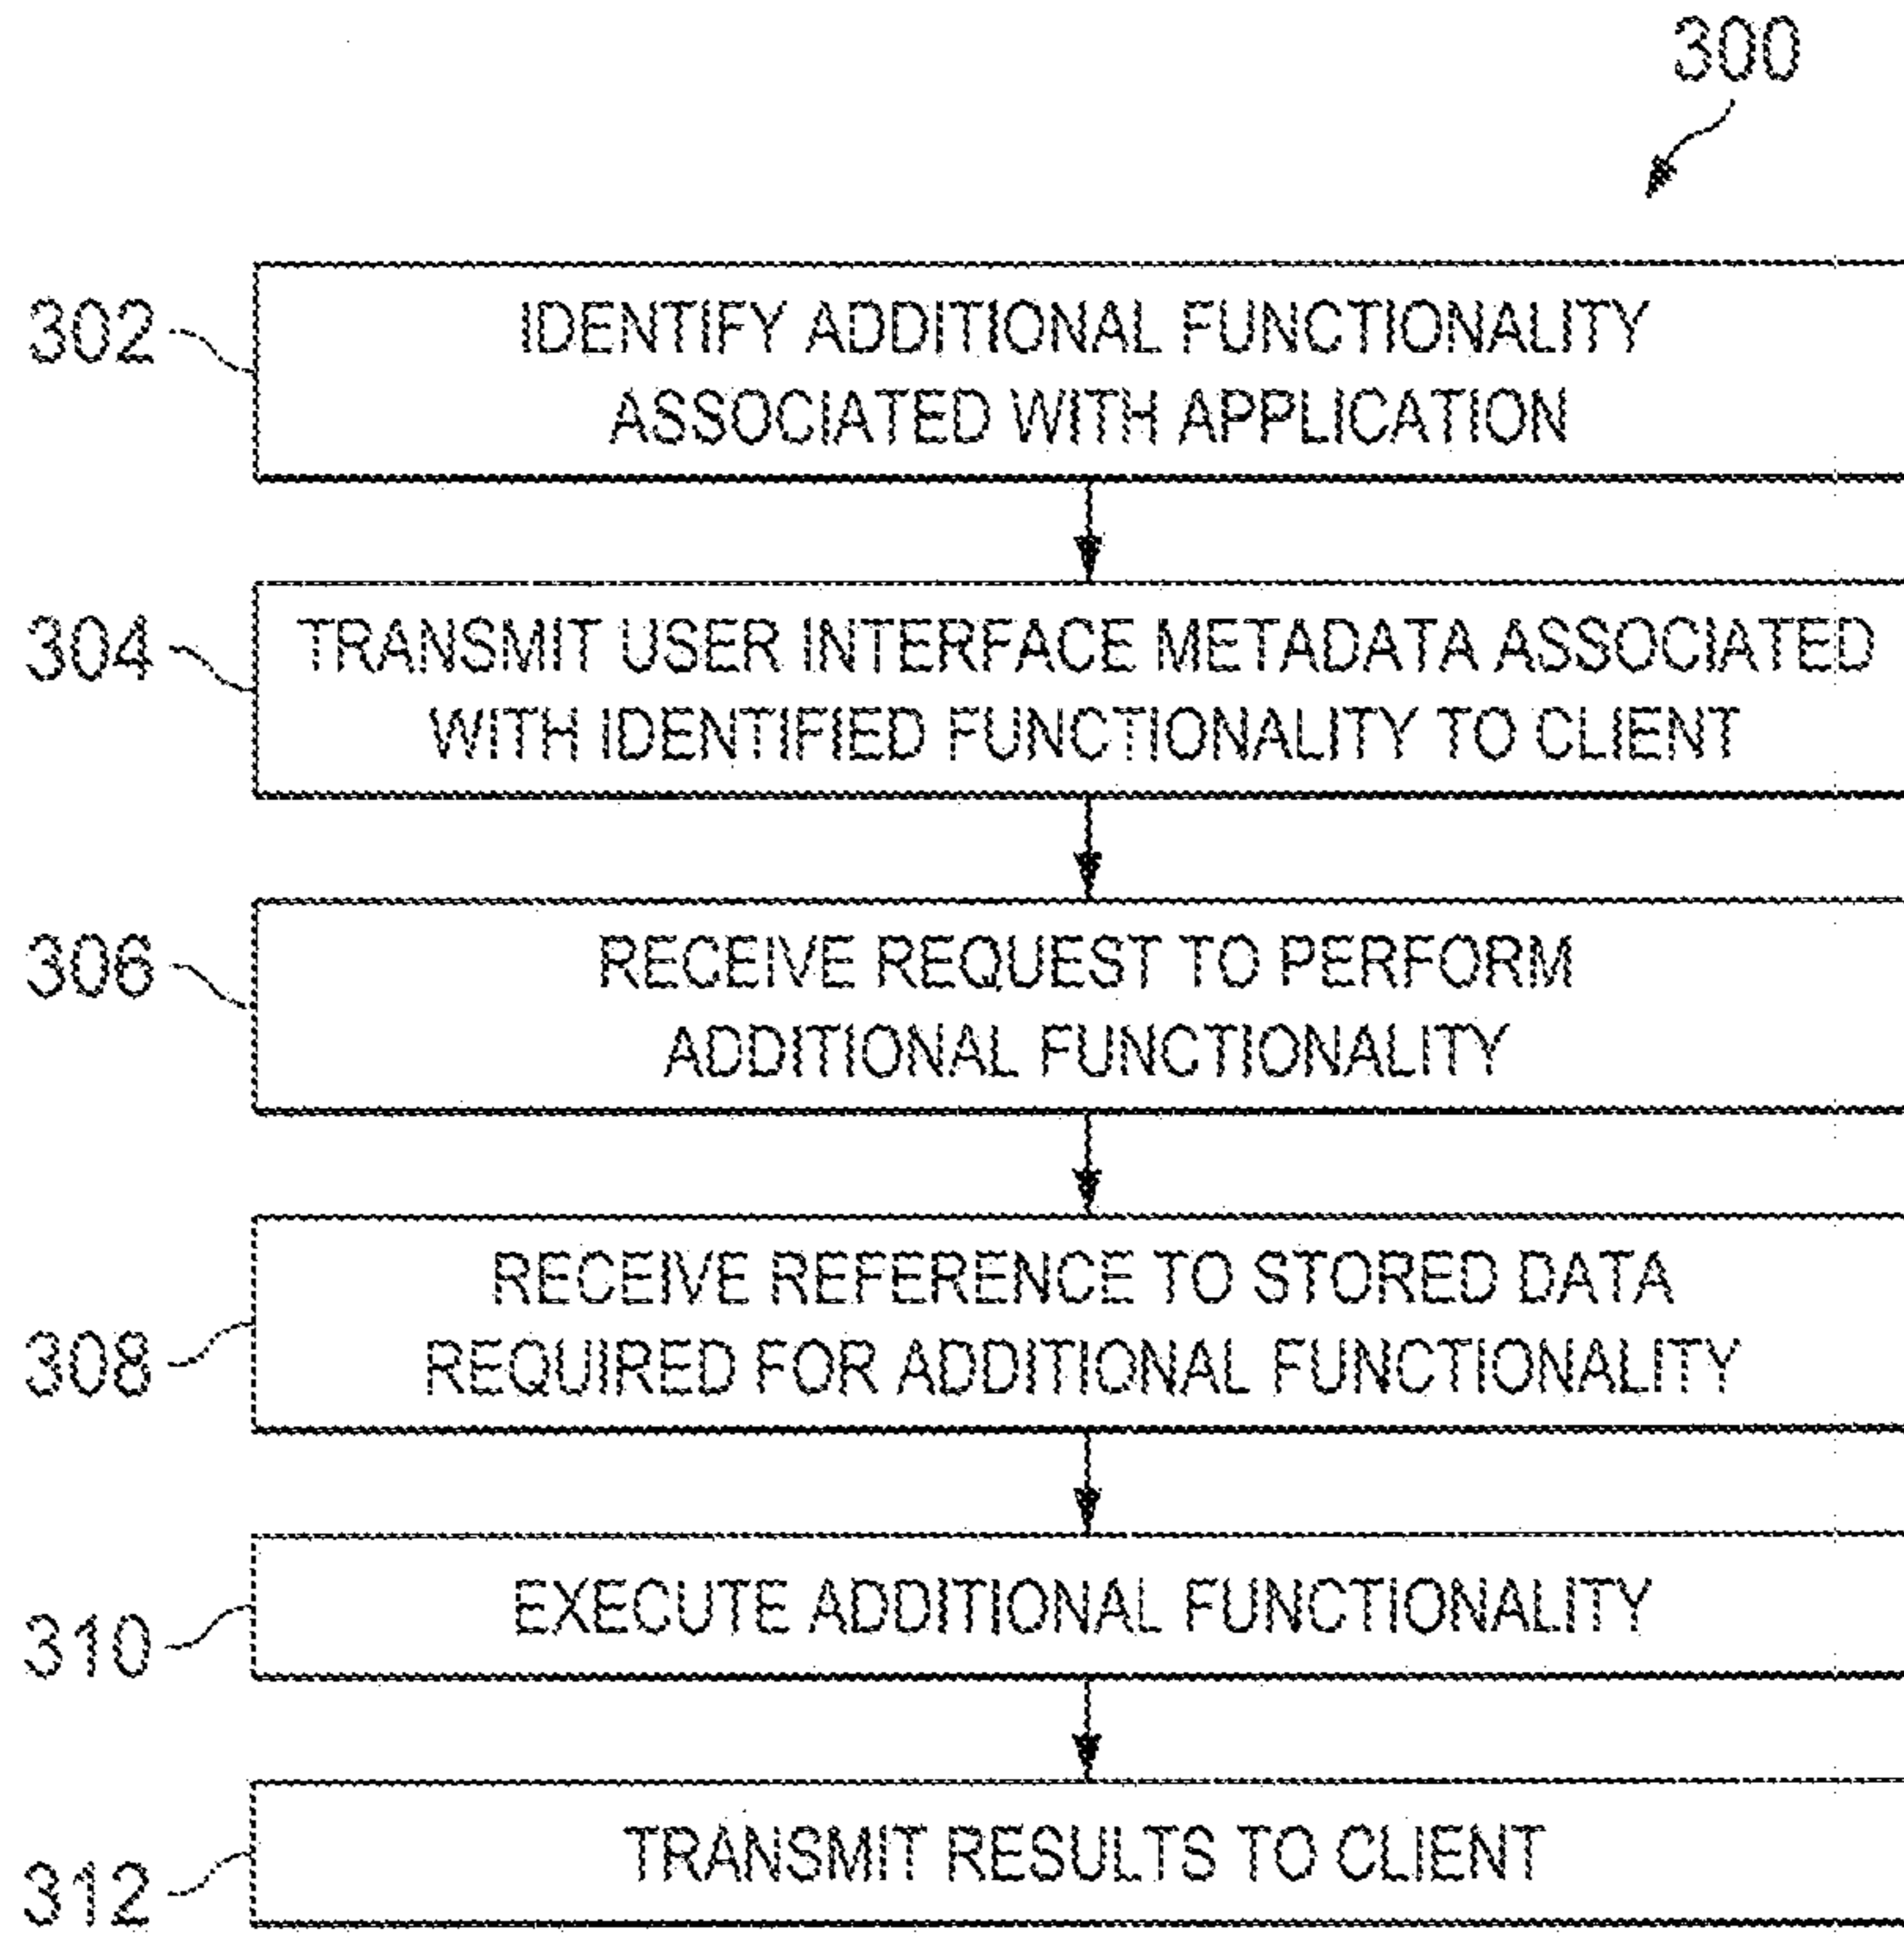 300
302
IDENTIFY ADDITIONAL FUNCTIONALITY
ASSOCIATED WITH APPLICATION
304
TRANSMIT USER INTERFACE METADATA ASSOCIATED
WITH IDENTIFIED FUNCTIONALITY TO CLIENT
306
RECEIVE REQUEST TO PERFORM
ADDITIONAL FUNCTIONALITY
308
RECEIVE REFERENCE TO STORED DATA
REQUIRED FOR ADDITIONAL FUNCTIONALITY
310
EXECUTE ADDITIONAL FUNCTIONALITY
312
TRANSMIT RESULTS TO CLIENT